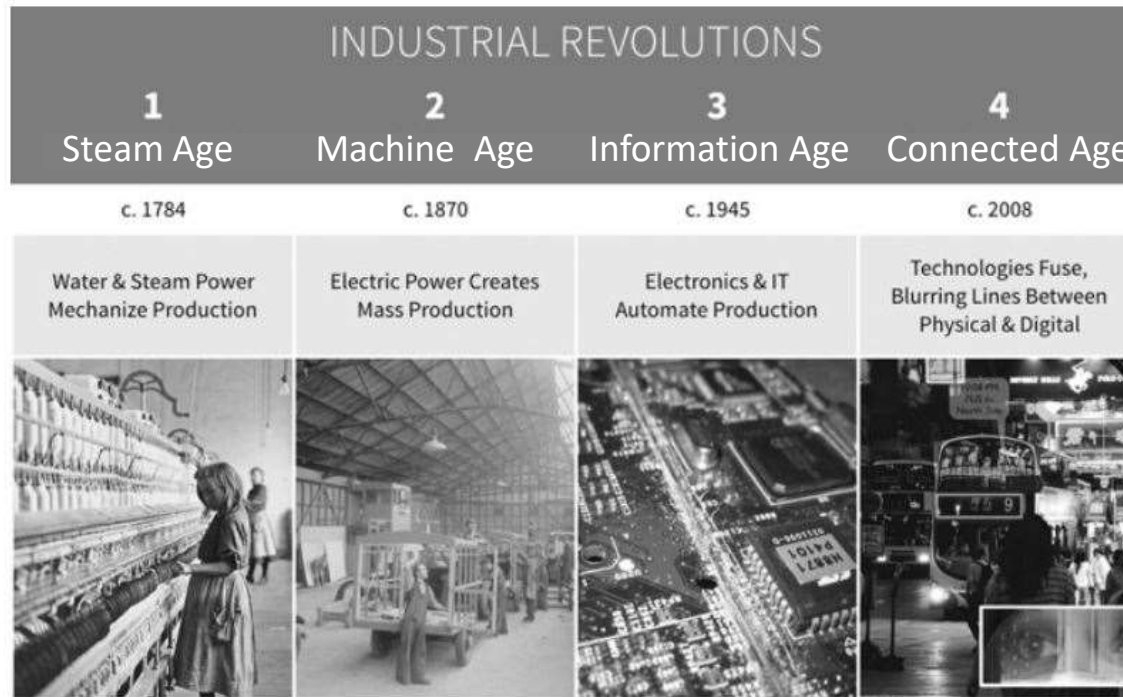 INDUSTRIAL REVOLUTIONS
1
Steam Age
2
Machine Age
3
Information Age
4
Connected Age
c. 1784
c. 1870
c. 1945
c. 2008
Water & Steam Power
Mechanize Production
Electric Power Creates
Mass Production
Electronics & IT
Automate Production
Technologies Fuse,
Blurring Lines Between
Physical & Digital
P4101
9